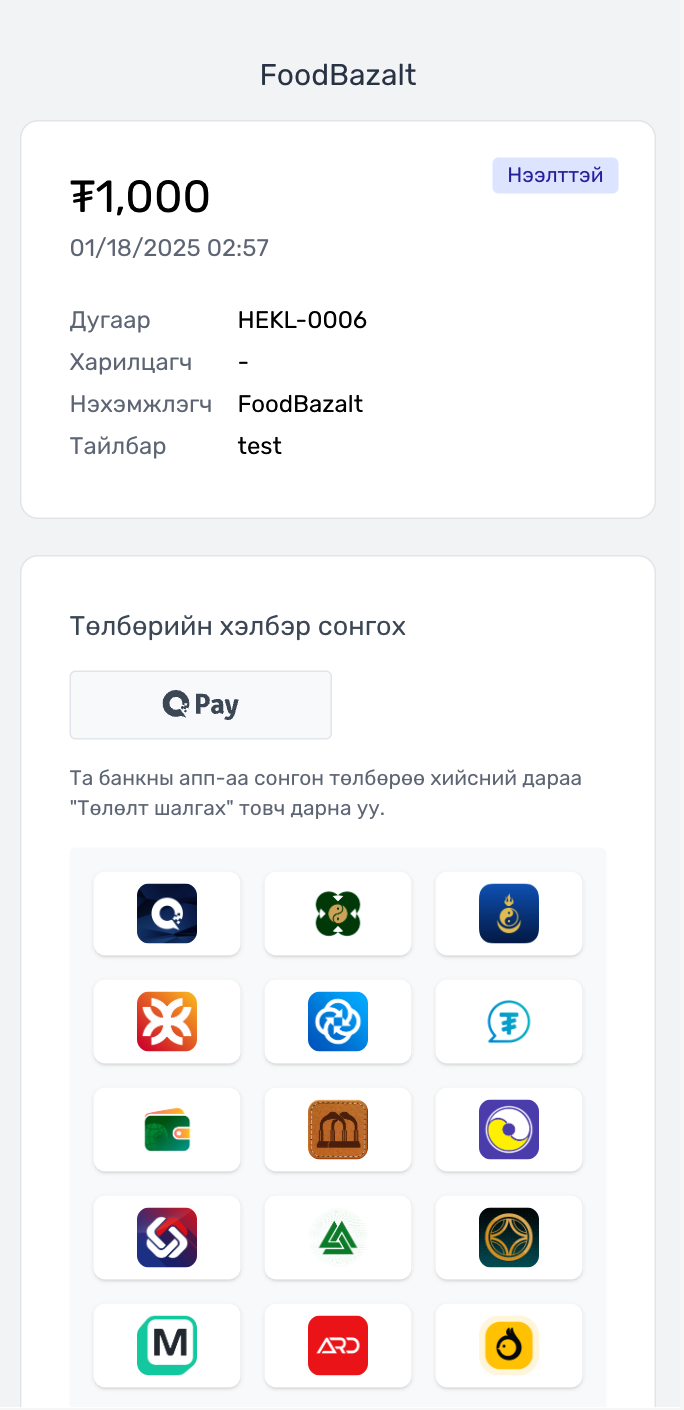 FoodBazalt
₮1,000
Нээлттэй
01/18/2025 02:57
Дугаар HEKL-0006
Харилцагч -
Нэхэмжлэгч FoodBazalt
Тайлбар test
Төлбөрийн хэлбэр сонгох
Pay
Та банкны апп-аа сонгон төлбөрөө хийсний дараа
"Төлөлт шалгах" товч дарна уу.
₮
M
ARD